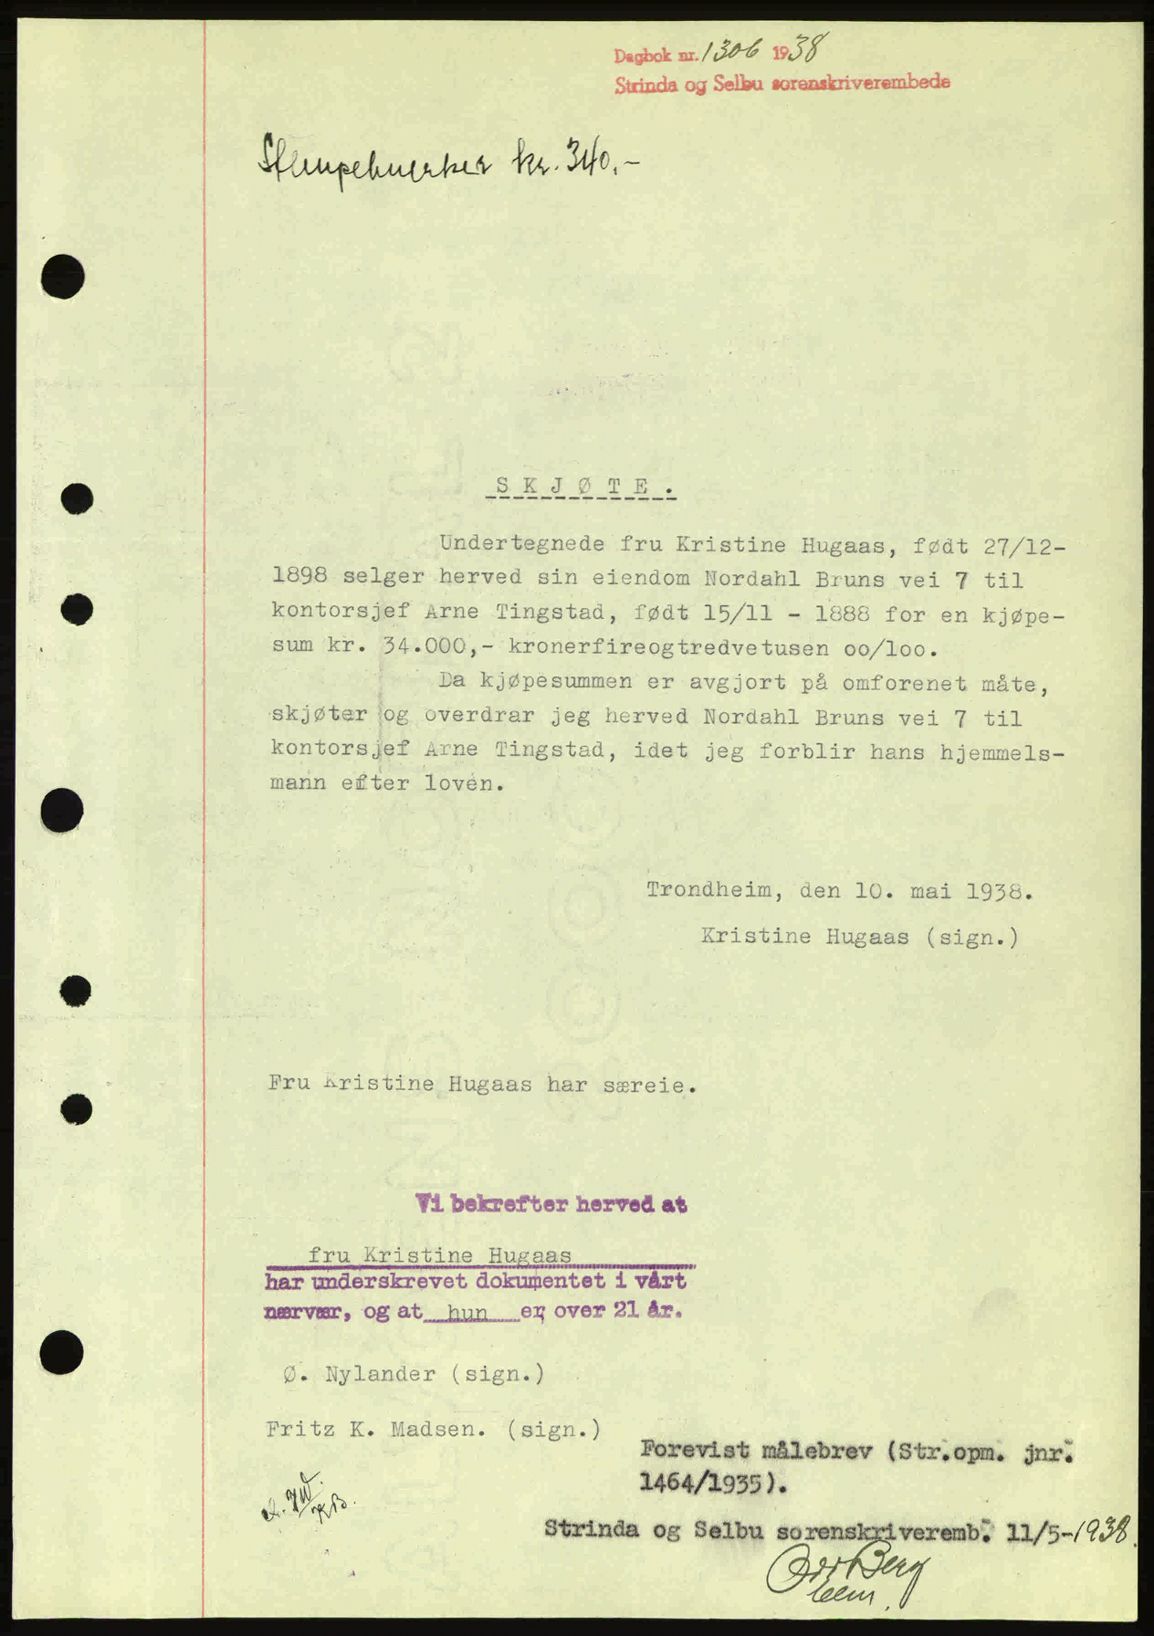 Dagbok nr. 1306 1938
Strinda og Selbu sorenskriverembede
Stempelmerker kr. 340.-
SKJØTE.
Undertegnede fru Kristine Hugaas, født 27/12-
1898 selger herved sin eiendom Nordahl Bruns vei 7 til
kontorsjef Arne Tingstad, født 15/11 - 1888 for en kjøpe-
sum kr. 34.000,- kronerfireogtredvetusen oo/loo.
Da kjøpesummen er avgjort på omforenet måte,
skjøter og overdrar jeg herved Nordahl Bruns vei 7 til
kontorsjef Arne Tingstad, idet jeg forblir hans hjemmels-
mann efter loven.
Trondheim, den 10. mai 1938.
Kristine Hugaas (sign.)
Fru Kristine Hugaas har særeie.
Vi bekrefter herved at
fru Kristine Hugaas
har underskrevet dokumentet i vårt
nærvær, og at hun er over 21 år.
Ø. Nylander (sign.)
Fritz K. Madsen. (sign.)
Forevist målebrev (Str.opm. jnr.
1464/1935).
Strinda og Selbu sorenskriveremb. 11/5-1938.
Odd Berg